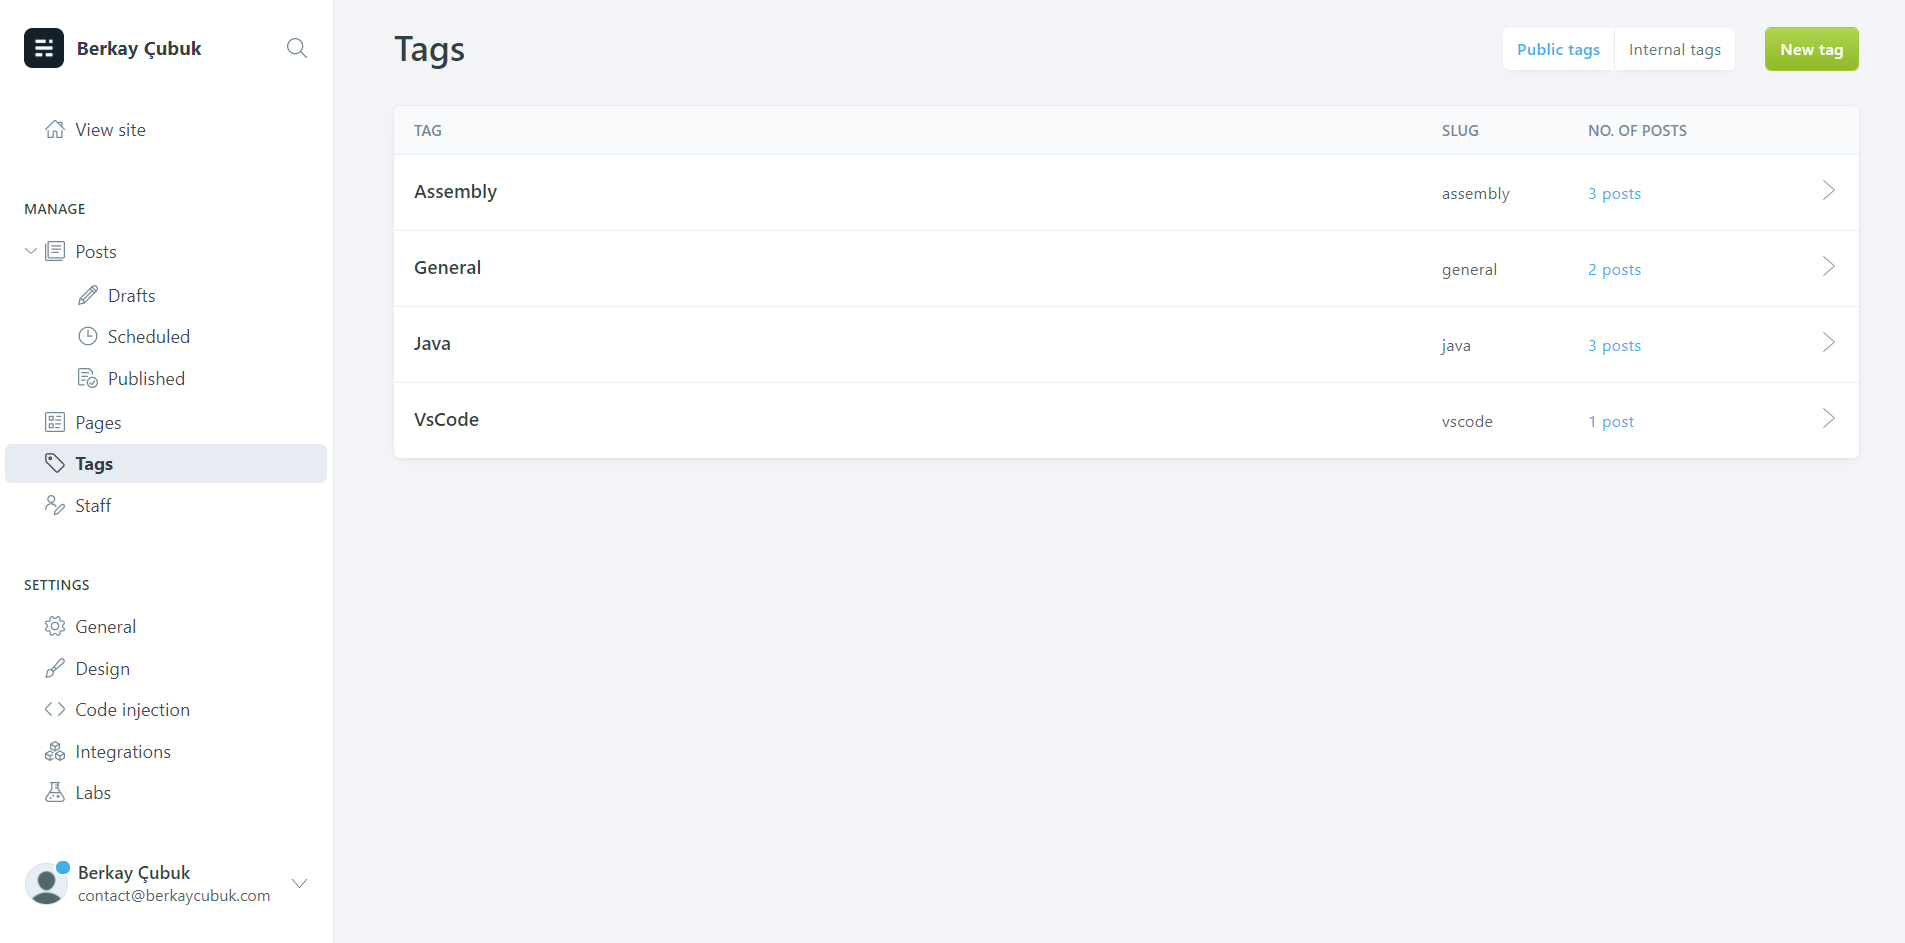 Berkay Çubuk
View site
MANAGE
Posts
Drafts
Scheduled
Published
Pages
Tags
Staff
SETTINGS
General
Design
Code injection
Integrations
Labs
Berkay Çubuk
contact@berkaycubuk.com
Tags
Public tags Internal tags New tag
TAG SLUG NO. OF POSTS
Assembly assembly 3 posts
General general 2 posts
Java java 3 posts
VsCode vscode 1 post